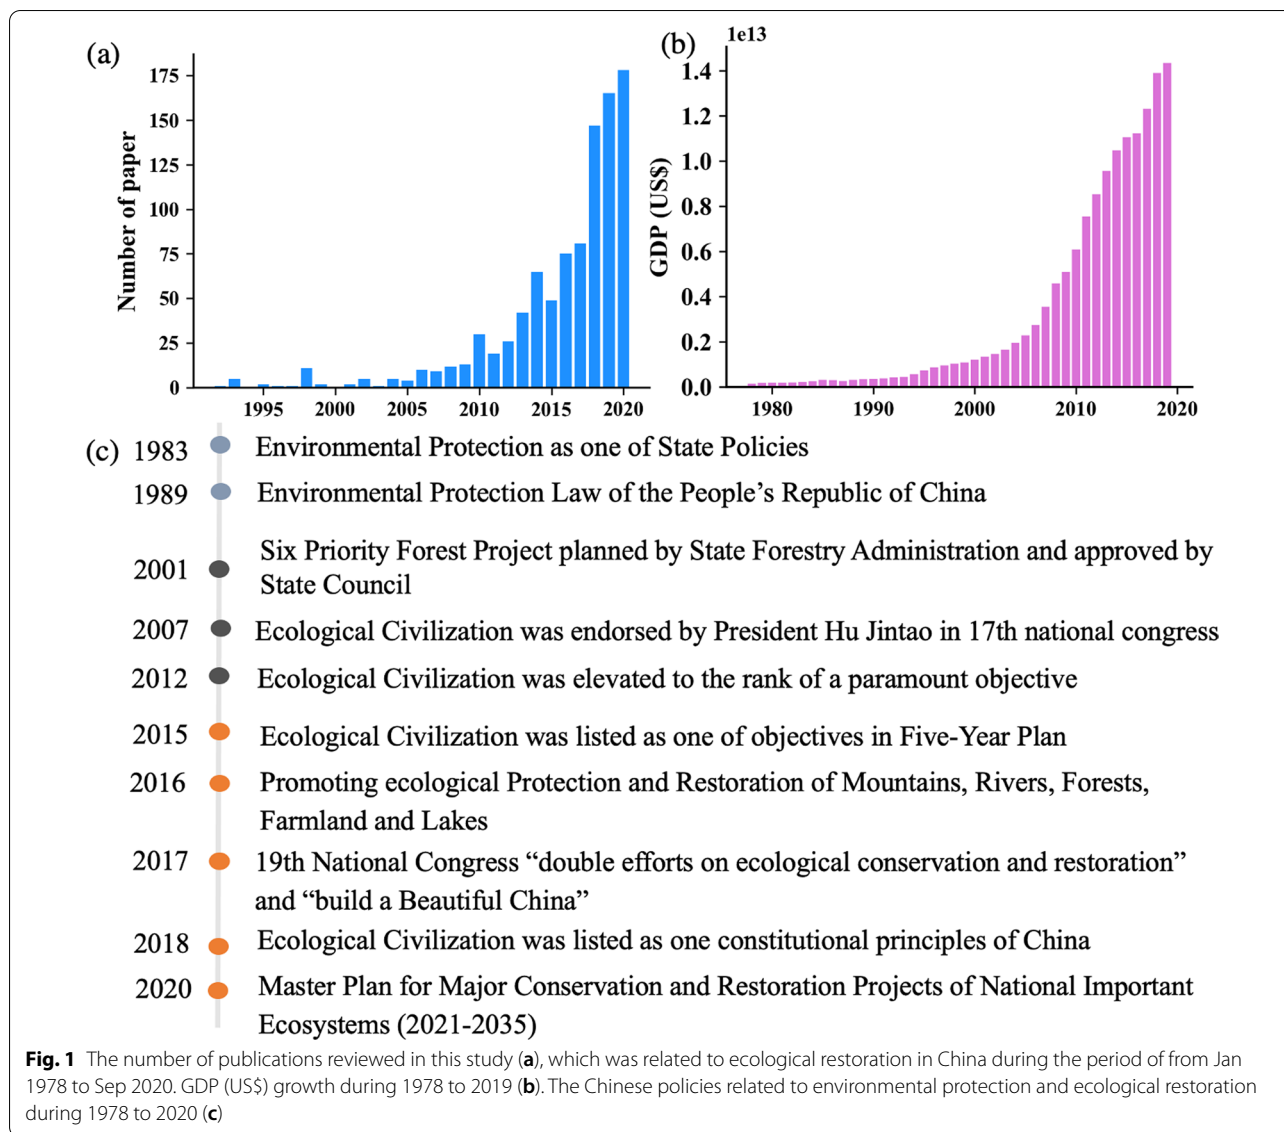 (a)
Number of paper
175
150
125
100
75
50
25
0
1995 2000 2005 2010 2015 2020
(b)
1e13
GDP (US$)
1.4
1.2
1.0
0.8
0.6
0.4
0.2
0.0
1980 1990 2000 2010 2020
(c) 1983 Environmental Protection as one of State Policies
1989 Environmental Protection Law of the People’s Republic of China
2001 Six Priority Forest Project planned by State Forestry Administration and approved by
State Council
2007 Ecological Civilization was endorsed by President Hu Jintao in 17th national congress
2012 Ecological Civilization was elevated to the rank of a paramount objective
2015 Ecological Civilization was listed as one of objectives in Five-Year Plan
2016 Promoting ecological Protection and Restoration of Mountains, Rivers, Forests,
Farmland and Lakes
2017 19th National Congress “double efforts on ecological conservation and restoration”
and “build a Beautiful China”
2018 Ecological Civilization was listed as one constitutional principles of China
2020 Master Plan for Major Conservation and Restoration Projects of National Important
Ecosystems (2021-2035)
Fig. 1 The number of publications reviewed in this study (a), which was related to ecological restoration in China during the period of from Jan
1978 to Sep 2020. GDP (US$) growth during 1978 to 2019 (b). The Chinese policies related to environmental protection and ecological restoration
during 1978 to 2020 (c)